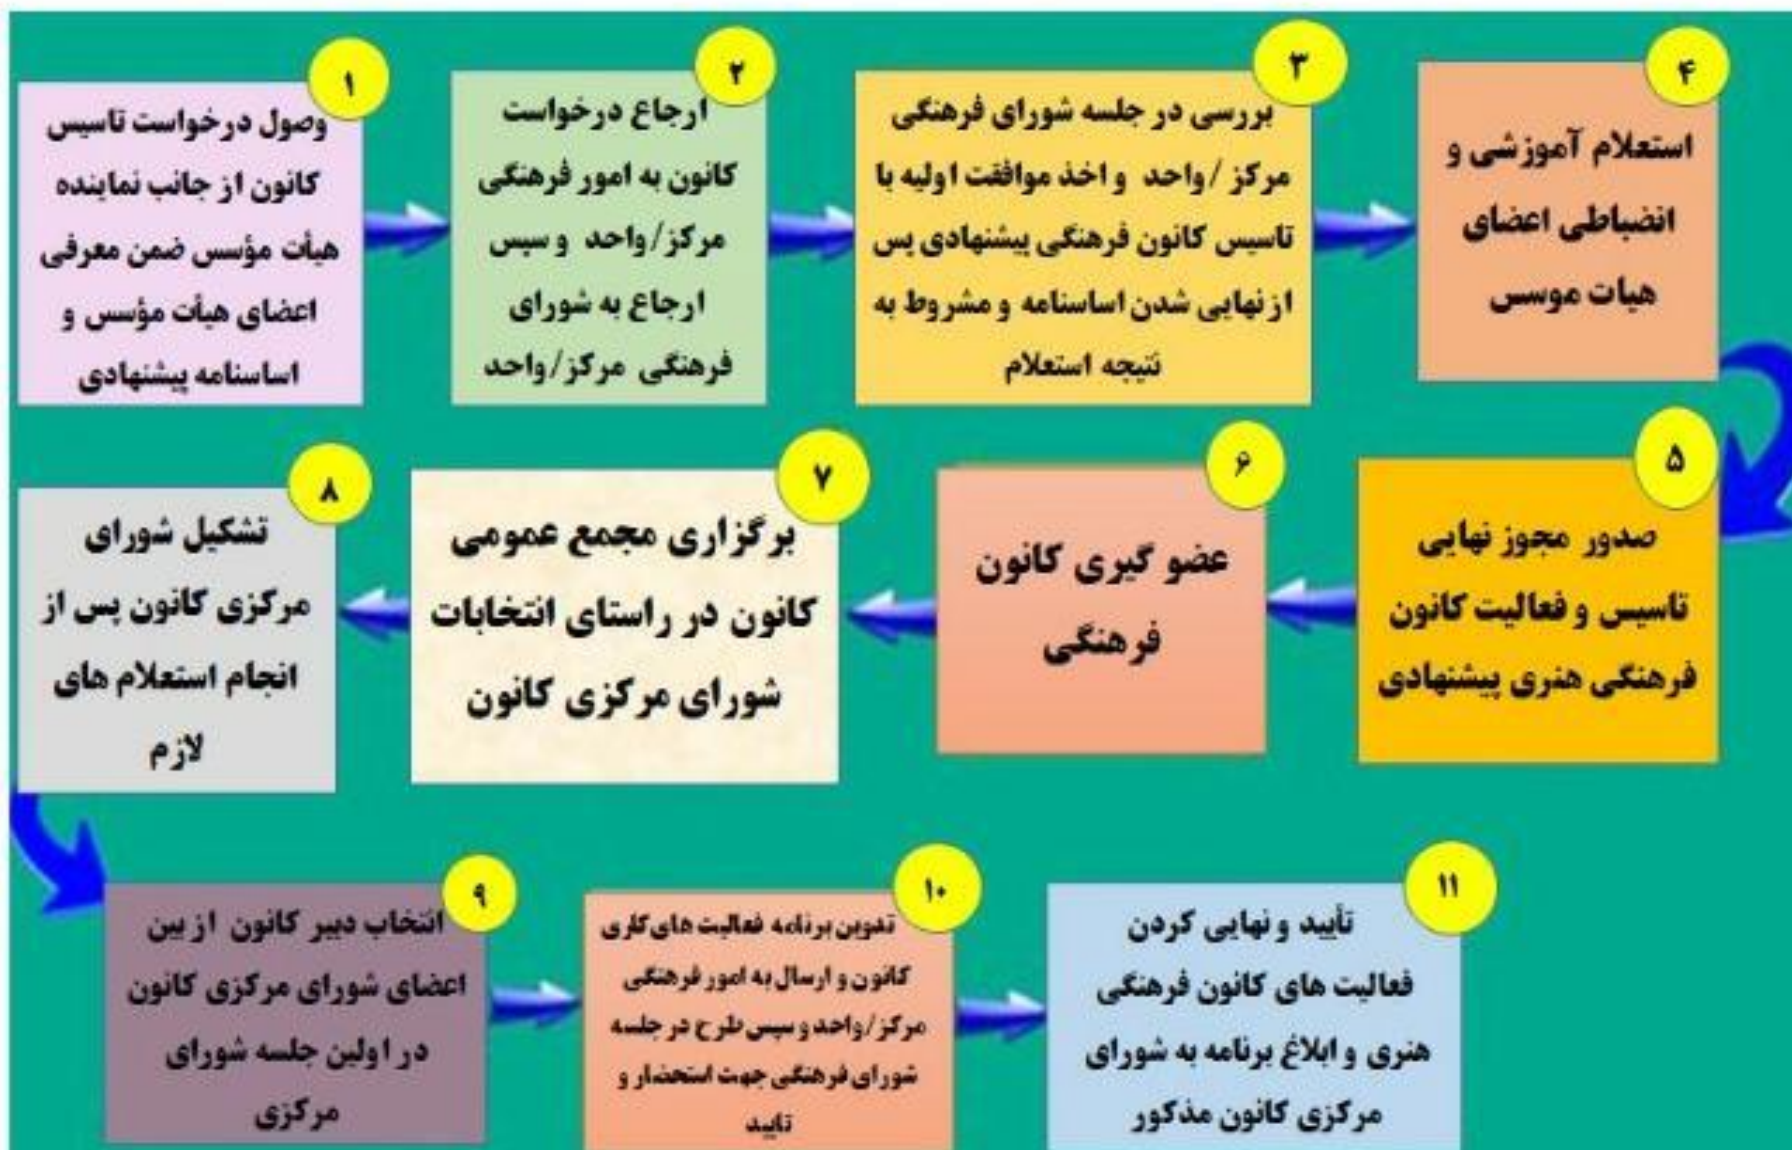 ۱
وصول درخواست تاسیس
کانون از جانب نماینده
هیأت مؤسس ضمن معرفی
اعضای هیأت مؤسس و
اساسنامه پیشنهادی
۲
ارجاع درخواست
کانون به امور فرهنگی
مرکز/واحد و سپس
ارجاع به شورای
فرهنگی مرکز/واحد
۳
بررسی در جلسه شورای فرهنگی
مرکز /واحد و اخذ موافقت اولیه با
تاسیس کانون فرهنگی پیشنهادی پس
از نهایی شدن اساسنامه و مشروط به
نتیجه استعلام
۴
استعلام آموزشی و
انضباطی اعضای
هیات موسس
۵
صدور مجوز نهایی
تاسیس و فعالیت کانون
فرهنگی هنری پیشنهادی
۶
عضو گیری کانون
فرهنگی
۷
برگزاری مجمع عمومی
کانون در راستای انتخابات
شورای مرکزی کانون
۸
تشکیل شورای
مرکزی کانون پس از
انجام استعلام های
لازم
۹
انتخاب دبیر کانون از بین
اعضای شورای مرکزی کانون
در اولین جلسه شورای
مرکزی
۱۰
تدوین برنامه فعالیت های کاری
کانون و ارسال به امور فرهنگی
مرکز/واحد و سپس طرح در جلسه
شورای فرهنگی جهت استحضار و
تایید
۱۱
تأیید و نهایی کردن
فعالیت های کانون فرهنگی
هنری و ابلاغ برنامه به شورای
مرکزی کانون مذکور